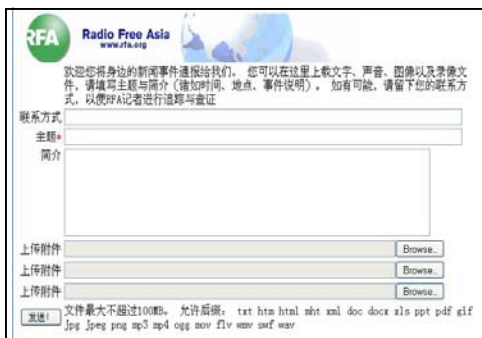 RFA Radio Free Asia
www.rfa.org
欢迎您将身边的新闻事件通报给我们。 您可以在这里上载文字、声音、图像以及录像文
件，请填写主题与简介（诸如时间、地点、事件说明）。 如有可能，请留下您的联系方
式，以便RFA记者进行追踪与查证
联系方式
主题*
简介
上传附件 Browse..
上传附件 Browse..
上传附件 Browse..
发送! 文件最大不超过100MB。 允许后缀： txt htm html mht xml doc docx xls ppt pdf gif
jpg jpeg png mp3 mp4 ogg mov flv wmv swf wav